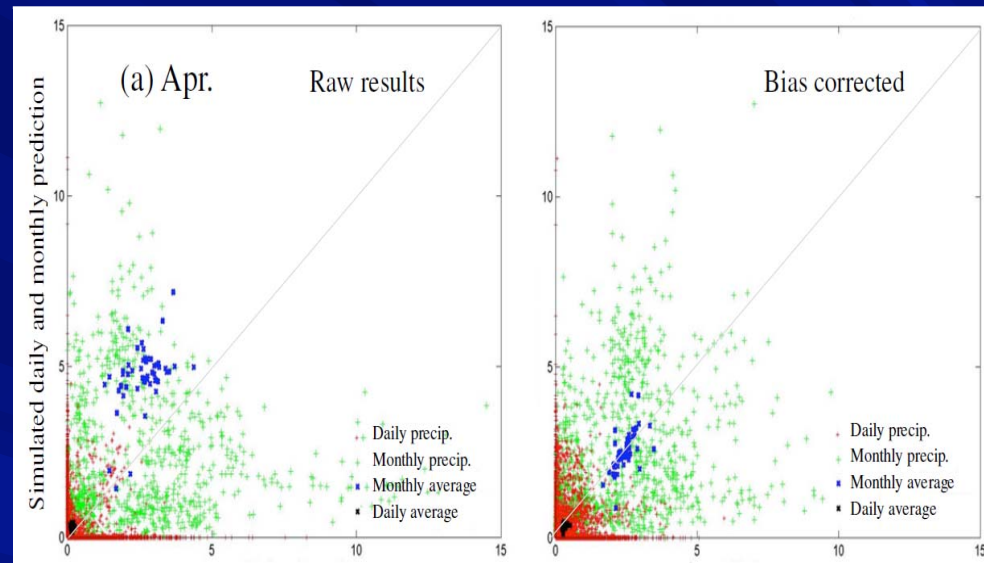 Simulated daily and monthly prediction
15
10
5
0
(a) Apr.
Raw results
Daily precip.
Monthly precip.
Monthly average
Daily average
0 5 10 15
15
10
5
0
Bias corrected
Daily precip.
Monthly precip.
Monthly average
Daily average
0 5 10 15